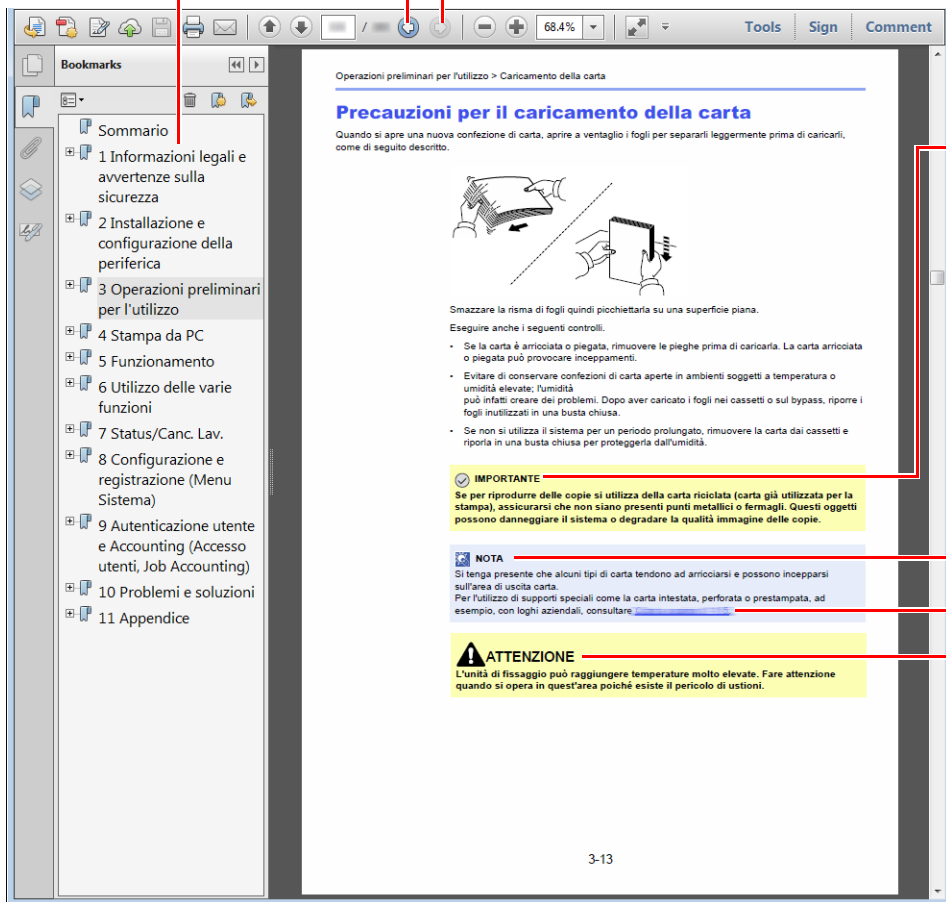 68.4%
Tools
Sign
Comment
Bookmarks
Sommario
1 Informazioni legali e
avvertenze sulla
sicurezza
2 Installazione e
configurazione della
periferica
3 Operazioni preliminari
per l'utilizzo
4 Stampa da PC
5 Funzionamento
6 Utilizzo delle varie
funzioni
7 Status/Canc. Lav.
8 Configurazione e
registrazione (Menu
Sistema)
9 Autenticazione utente
e Accounting (Accesso
utenti, Job Accounting)
10 Problemi e soluzioni
11 Appendice
Operazioni preliminari per l'utilizzo > Caricamento della carta
Precauzioni per il caricamento della carta
Quando si apre una nuova confezione di carta, aprire a ventaglio i fogli per separarli leggermente prima di caricarli,
come di seguito descritto.
Smazzare la risma di fogli quindi picchiettarla su una superficie piana.
Eseguire anche i seguenti controlli.
• Se la carta è arricciata o piegata, rimuovere le pieghe prima di caricarla. La carta arricciata
o piegata può provocare inceppamenti.
• Evitare di conservare confezioni di carta aperte in ambienti soggetti a temperatura o
umidità elevate; l'umidità
può infatti creare dei problemi. Dopo aver caricato i fogli nei cassetti o sul bypass, riporre i
fogli inutilizzati in una busta chiusa.
• Se non si utilizza il sistema per un periodo prolungato, rimuovere la carta dai cassetti e
riporla in una busta chiusa per proteggerla dall'umidità.
IMPORTANTE
Se per riprodurre delle copie si utilizza della carta riciclata (carta già utilizzata per la
stampa), assicurarsi che non siano presenti punti metallici o fermagli. Questi oggetti
possono danneggiare il sistema o degradare la qualità immagine delle copie.
NOTA
Si tenga presente che alcuni tipi di carta tendono ad arricciarsi e possono incepparsi
sull'area di uscita carta.
Per l'utilizzo di supporti speciali come la carta intestata, perforata o prestampata, ad
esempio, con loghi aziendali, consultare
ATTENZIONE
L'unità di fissaggio può raggiungere temperature molto elevate. Fare attenzione
quando si opera in quest'area poiché esiste il pericolo di ustioni.
3-13